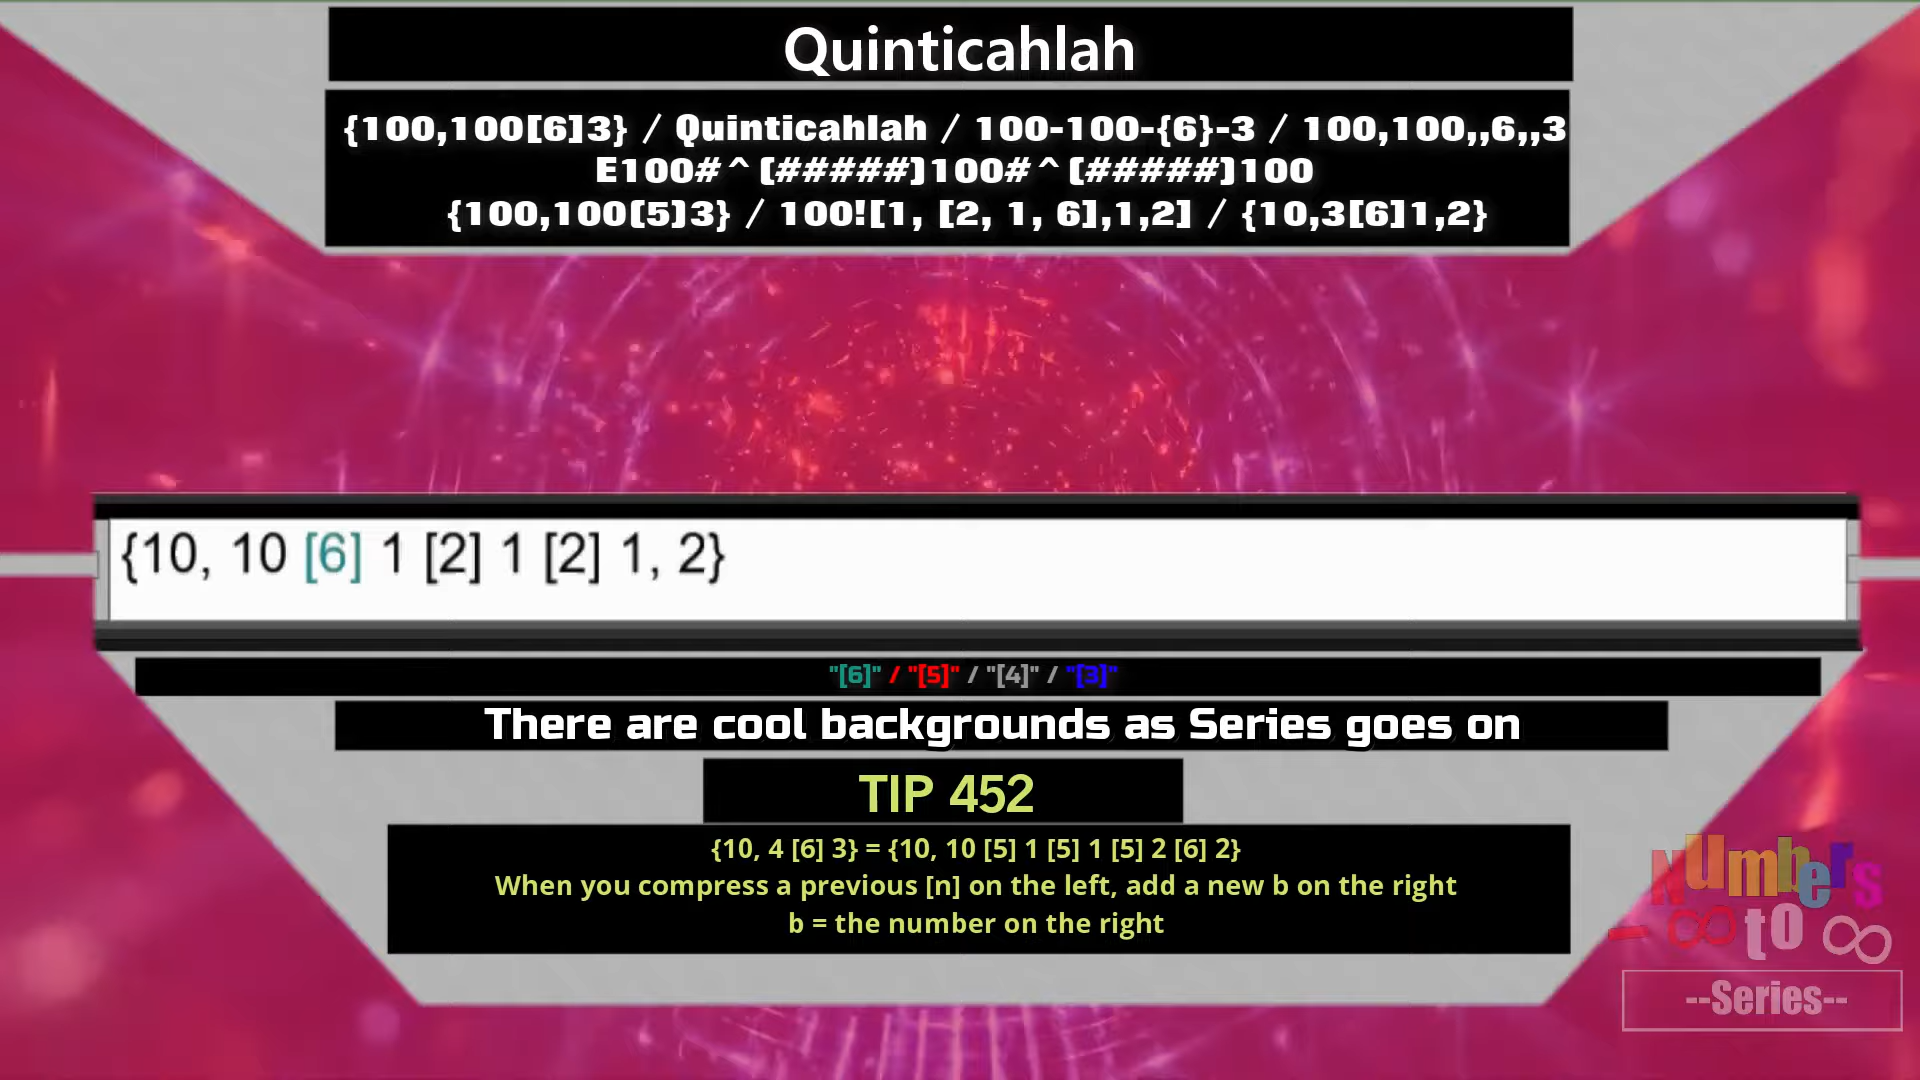 Quinticahlah
{100,100[6]3} / Quinticahlah / 100-100-{6}-3 / 100,100,,6,,3
E100#^(#####)100#^(#####)100
{100,100(5)3} / 100![1, [2, 1, 6],1,2] / {10,3[6]1,2}
{10, 10 [6] 1 [2] 1 [2] 1, 2}
"[6]" / "[5]" / "[4]" / "[3]"
There are cool backgrounds as Series goes on
TIP 452
{10, 4 [6] 3} = {10, 10 [5] 1 [5] 1 [5] 2 [6] 2}
When you compress a previous [n] on the left, add a new b on the right
b = the number on the right
Numbers
-∞ to ∞
--Series--